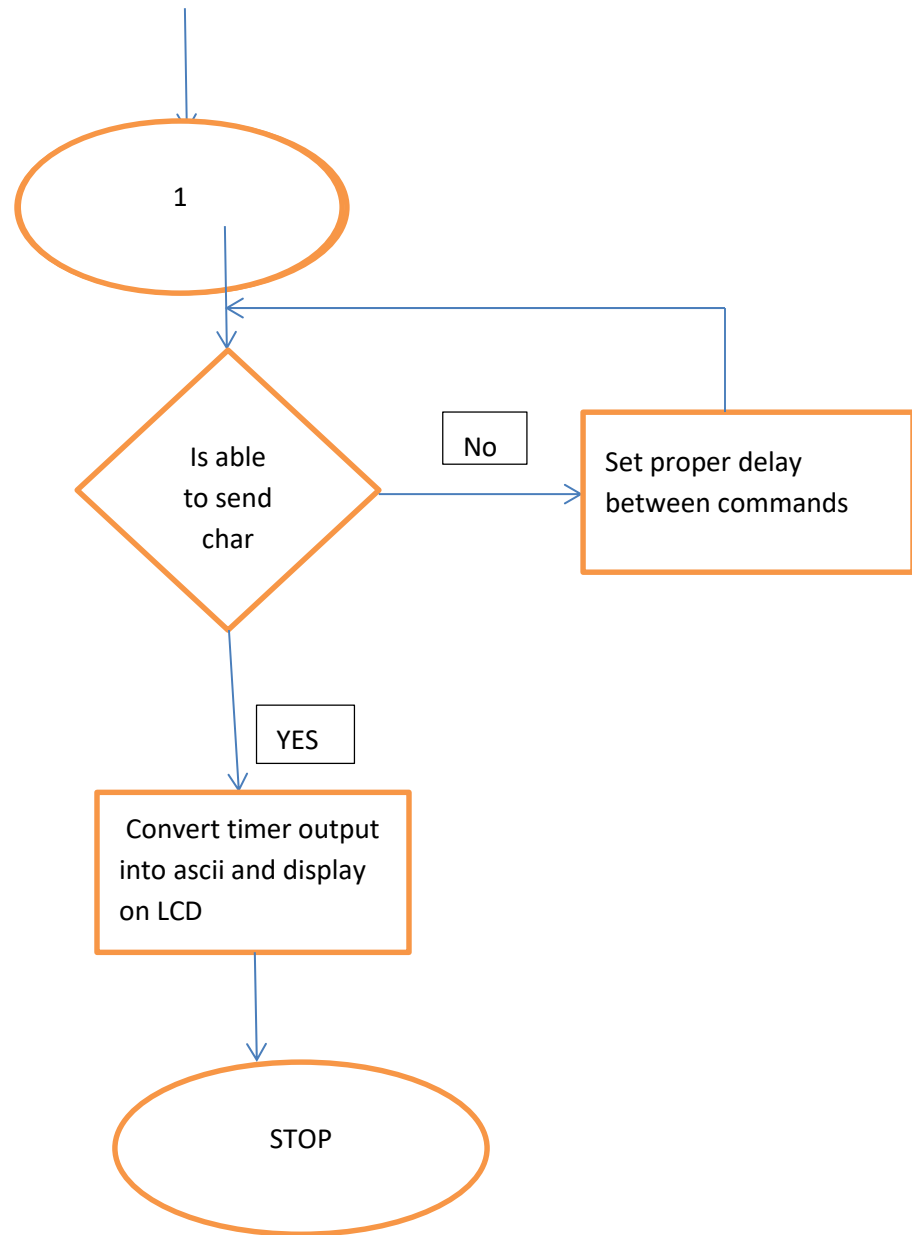 1
Is able
to send
char
No
Set proper delay
between commands
YES
Convert timer output
into ascii and display
on LCD
STOP